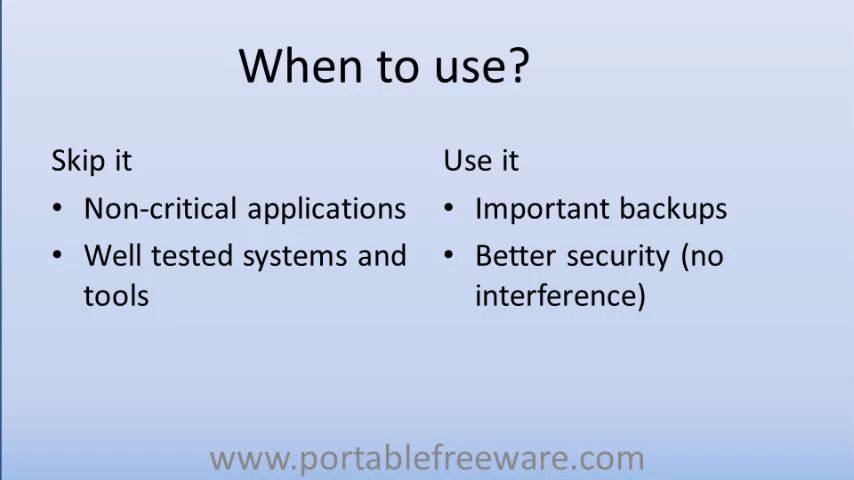 When to use?
Skip it
• Non-critical applications
• Well tested systems and
tools
Use it
• Important backups
• Better security (no
interference)
www.portablefreeware.com